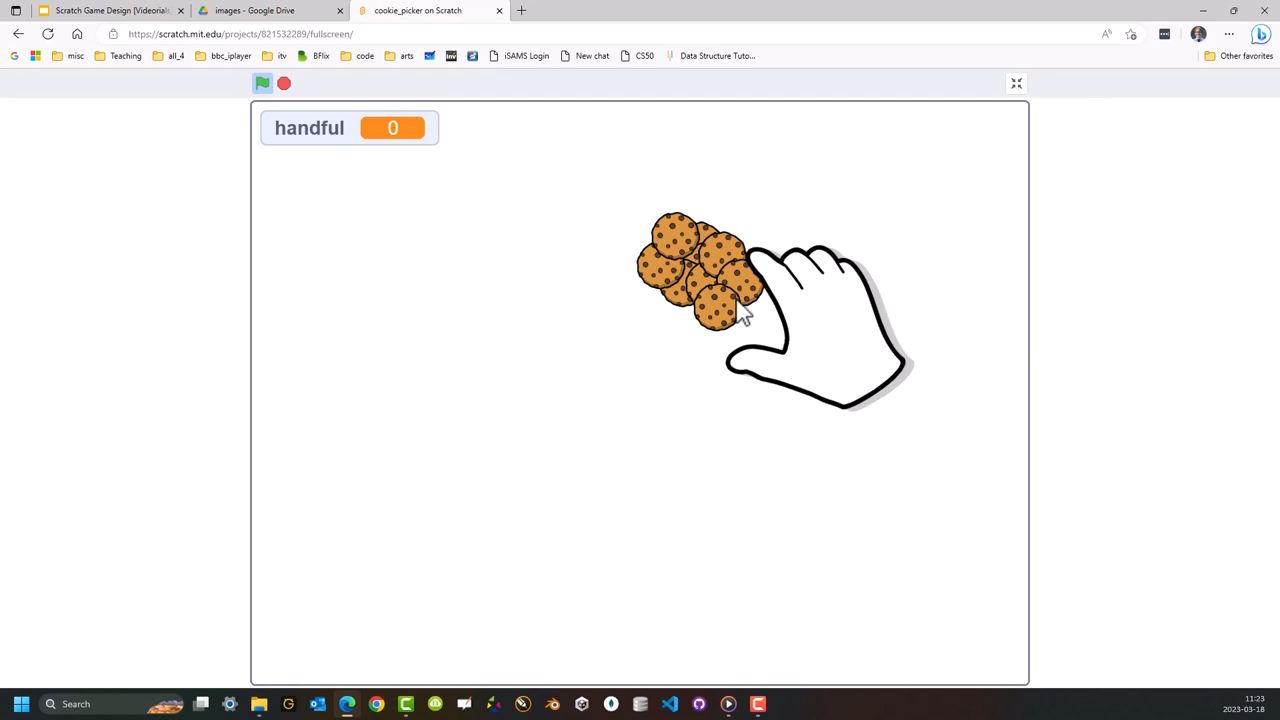 Scratch Game Design [Videorials
images - Google Drive
cookie_picker on Scratch
https://scratch.mit.edu/projects/821532289/fullscreen/
misc
Teaching
all_4
bbc_iplayer
itv
BFlix
code
arts
inv
iSAMS Login
New chat
CS50
Data Structure Tuto...
Other favorites
handful 0
Search
11:23
2023-03-18